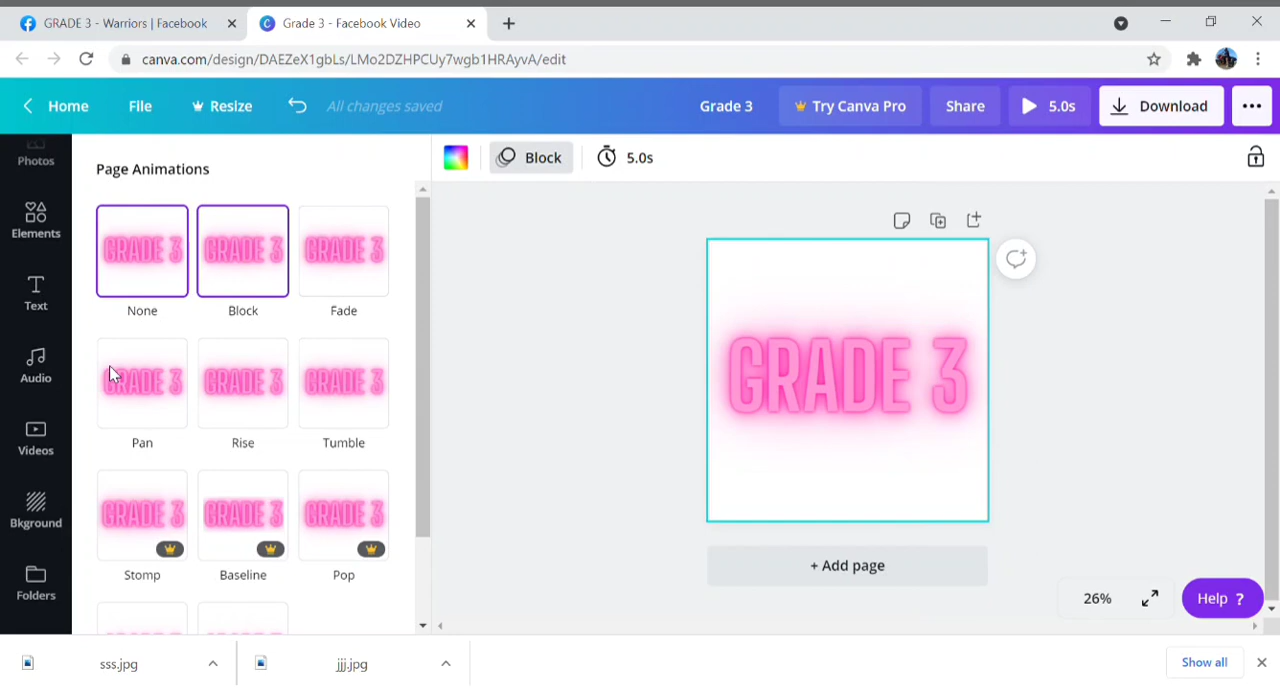 GRADE 3 - Warriors | Facebook
Grade 3 - Facebook Video
canva.com/design/DAEZeX1gbLs/LMo2DZHPCUy7wgb1HRAyvA/edit
Home
File
Resize
All changes saved
Grade 3
Try Canva Pro
Share
5.0s
Download
Photos
Elements
Text
Audio
Videos
Bkground
Folders
Page Animations
GRADE 3
GRADE 3
GRADE 3
None
Block
Fade
GRADE 3
GRADE 3
GRADE 3
Pan
Rise
Tumble
GRADE 3
GRADE 3
GRADE 3
Stomp
Baseline
Pop
Block
5.0s
GRADE 3
+ Add page
26%
Help ?
sss.jpg
jjj.jpg
Show all